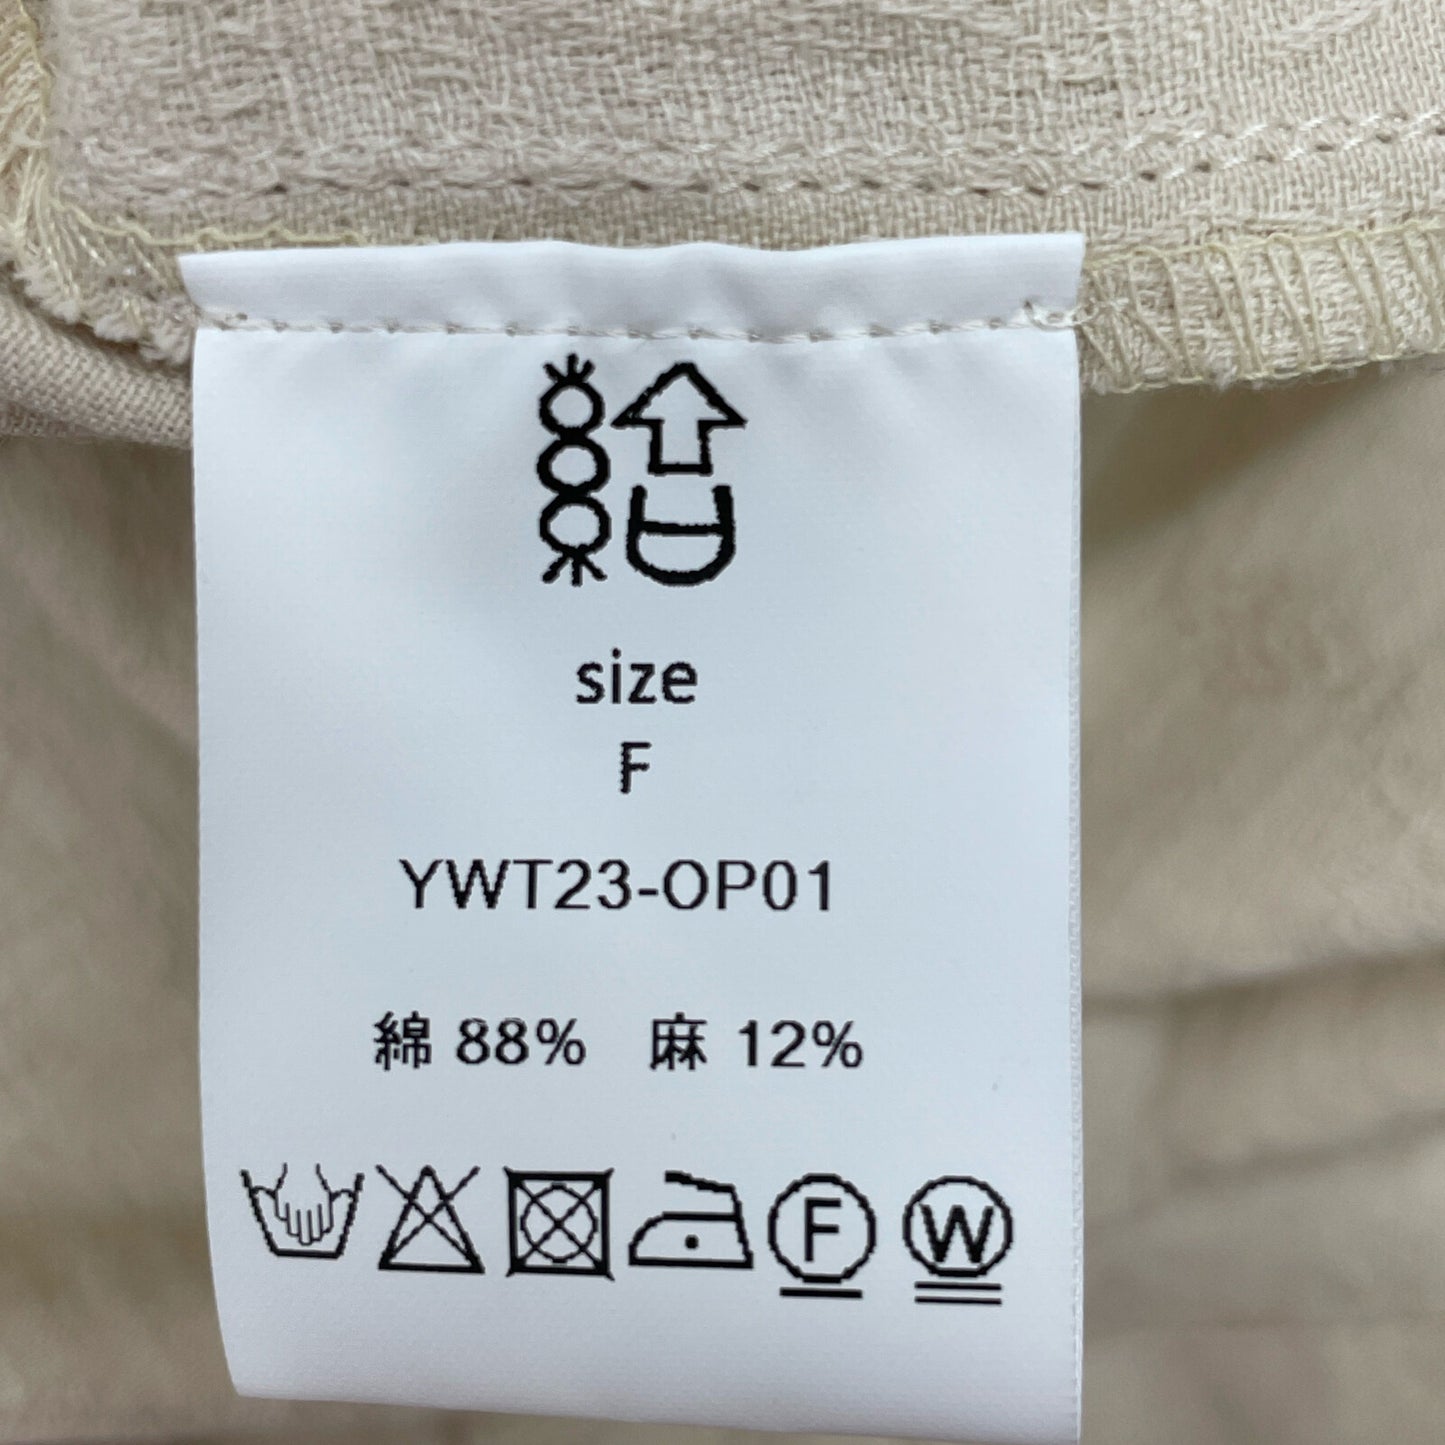 size
F
YWT23-OP01
綿 88% 麻 12%
F W